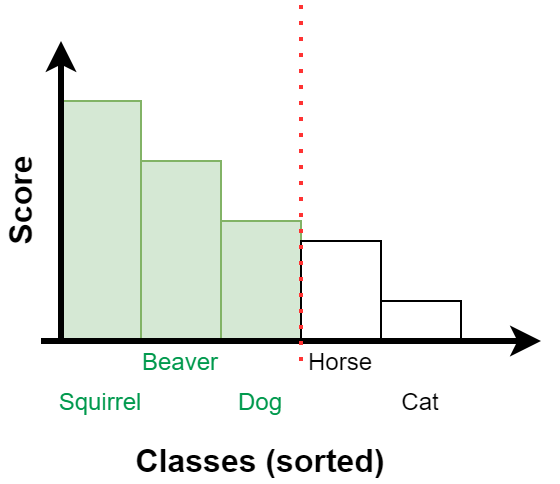 Score
Beaver
Horse
Squirrel
Dog
Cat
Classes (sorted)